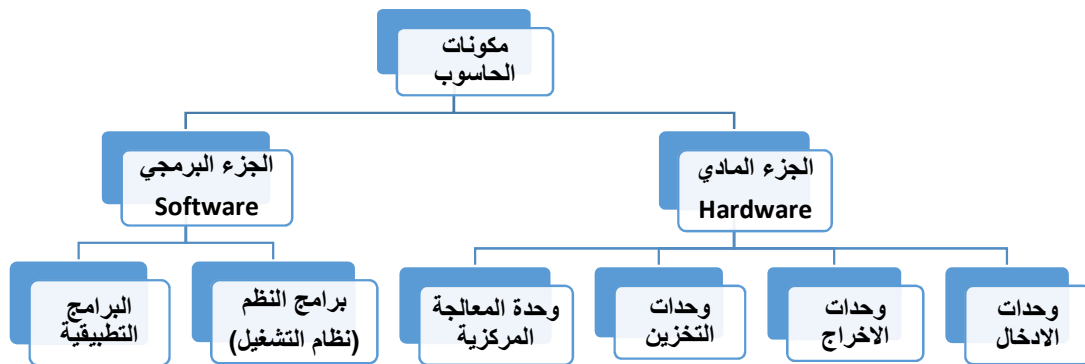 مكونات
الحاسوب
الجزء المادي
Hardware
الجزء البرمجي
Software
وحدات
الادخال
وحدات
الاخراج
وحدات
التخزين
وحدة المعالجة
المركزية
برامج النظم
(نظام التشغيل)
البرامج
التطبيقية